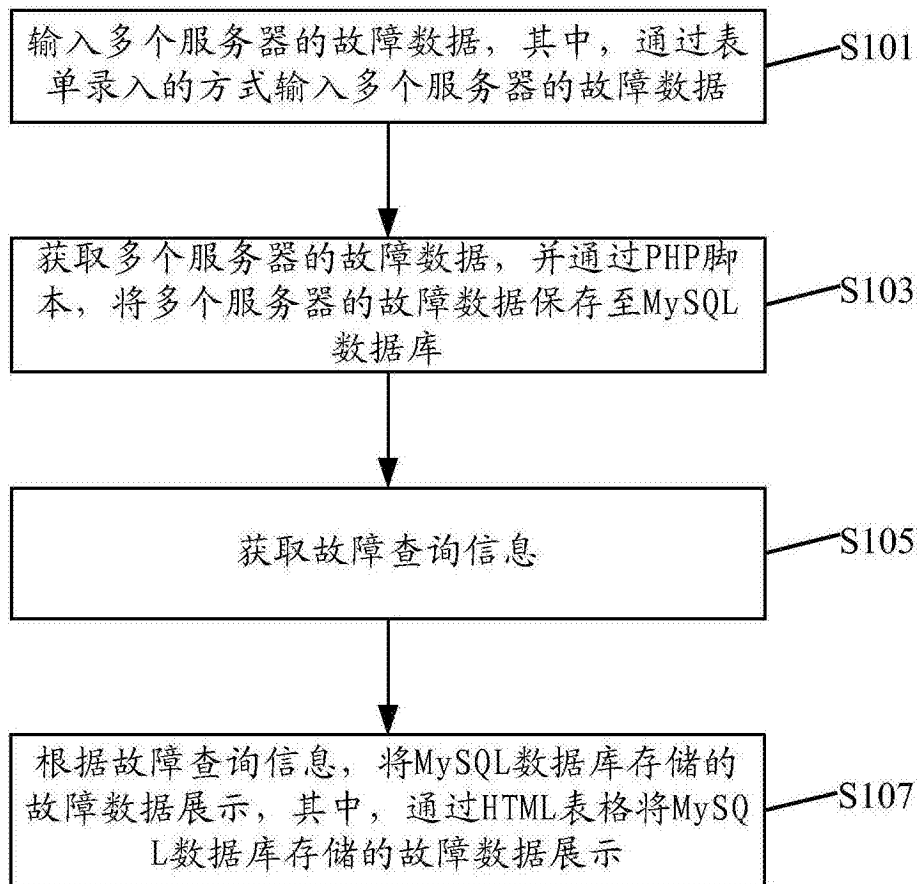 输入多个服务器的故障数据，其中，通过表
单录入的方式输入多个服务器的故障数据
S101
获取多个服务器的故障数据，并通过PHP脚
本，将多个服务器的故障数据保存至MySQL
数据库
S103
获取故障查询信息
S105
根据故障查询信息，将MySQL数据库存储的
故障数据展示，其中，通过HTML表格将MySQ
L数据库存储的故障数据展示
S107